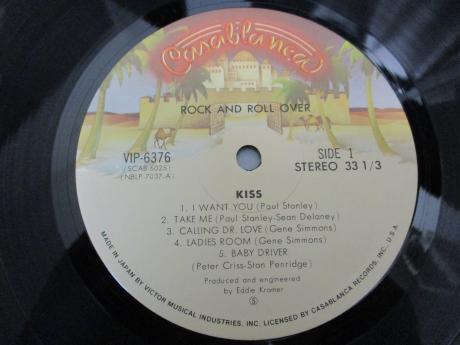 Casablanca
ROCK AND ROLL OVER
VIP-6376
(SCAB 6025)
(NBLP-7037-A)
SIDE 1
STEREO 33 1/3
KISS
1. I WANT YOU (Paul Stanley)
2. TAKE ME (Paul Stanley-Sean Delaney)
3. CALLING DR. LOVE (Gene Simmons)
4. LADIES ROOM (Gene Simmons)
5. BABY DRIVER
(Peter Criss-Stan Penridge)
Produced and engineered
by Eddie Kramer
Ⓢ
MADE IN JAPAN BY VICTOR MUSICAL INDUSTRIES, INC. LICENSED BY CASABLANCA RECORDS, INC., U.S.A.